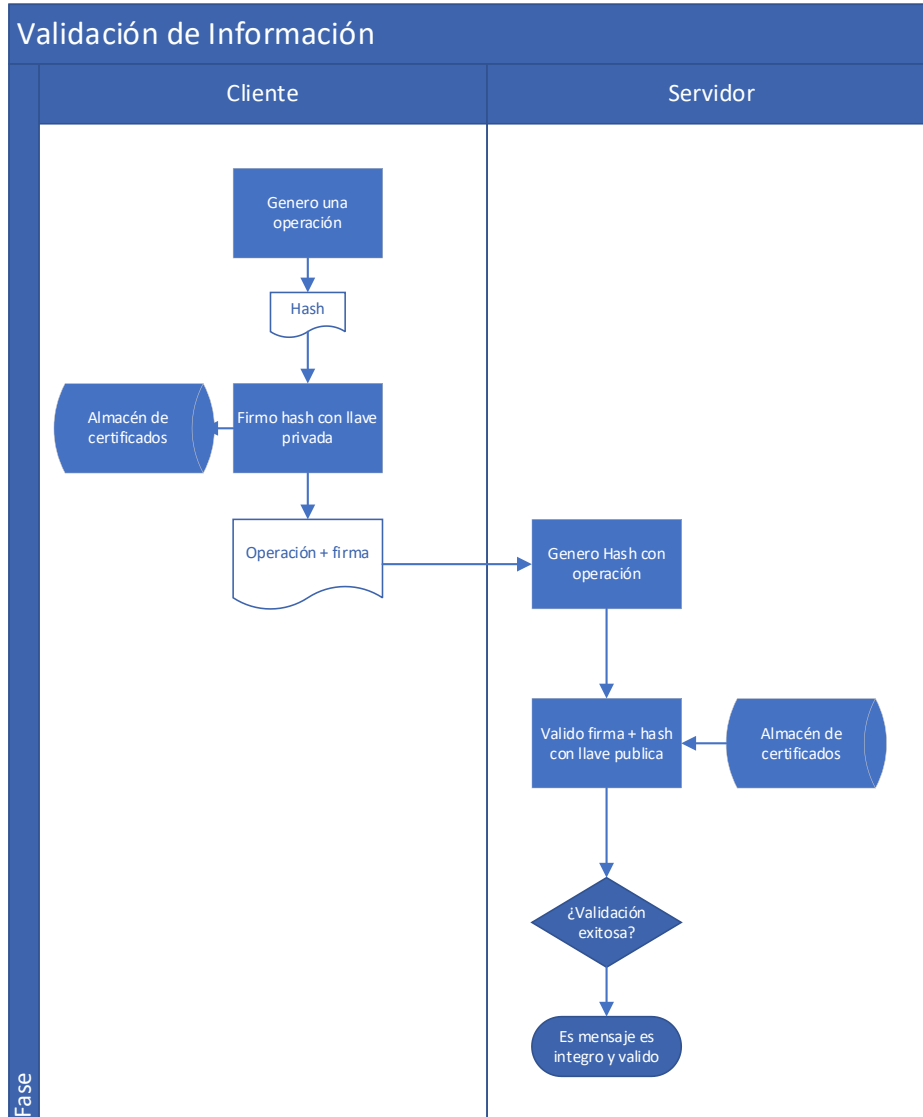 Validación de Información
Cliente
Servidor
Genero una
operación
Hash
Almacén de
certificados
Firmo hash con llave
privada
Operación + firma
Genero Hash con
operación
Valido firma + hash
con llave publica
Almacén de
certificados
¿Validación
exitosa?
Es mensaje es
integro y valido
Fase